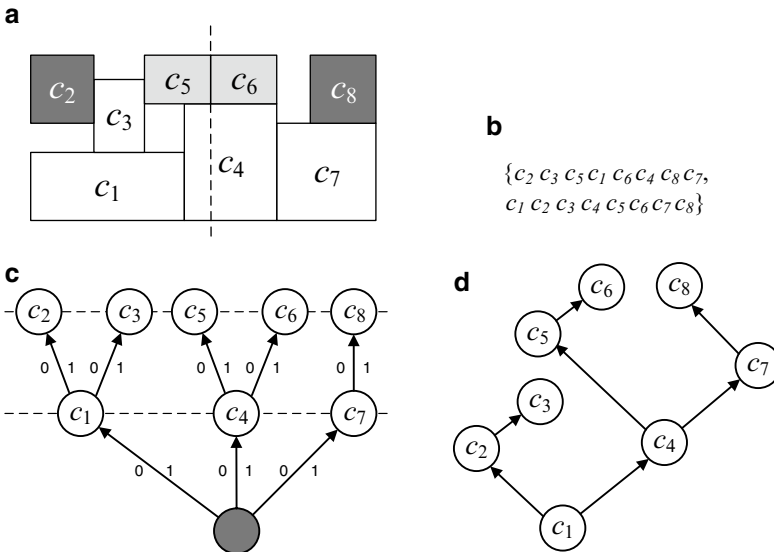 a
c2 c5 c6 c8
c3
c4
c1 c7
b
{c2 c3 c5 c1 c6 c4 c8 c7,
c1 c2 c3 c4 c5 c6 c7 c8}
c
c2 c3 c5 c6 c8
0 1 0 1 0 1 0 1 0 1
c1 c4 c7
0 1 0 1 0 1
d
c6 c8
c5
c7
c3
c2 c4
c1